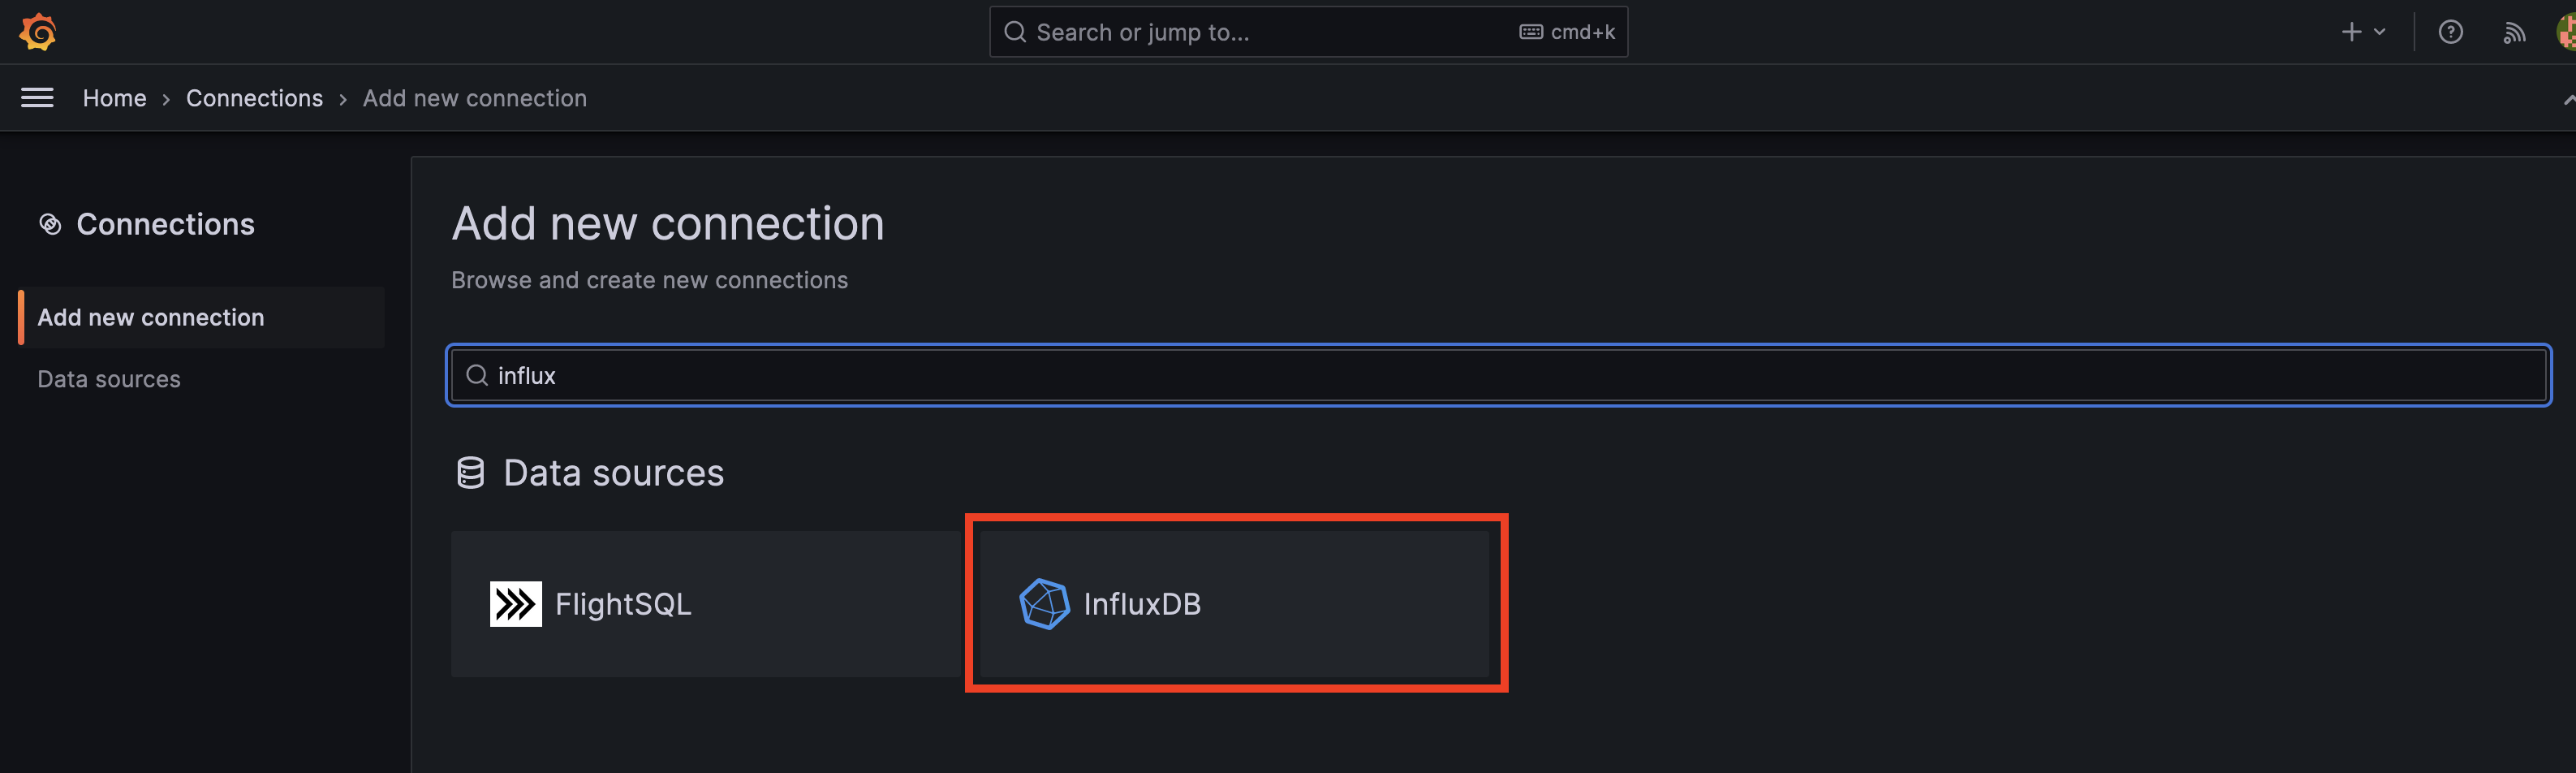 Search or jump to... cmd+k
Home › Connections › Add new connection
Connections
Add new connection
Data sources
Add new connection
Browse and create new connections
influx
Data sources
FlightSQL
InfluxDB